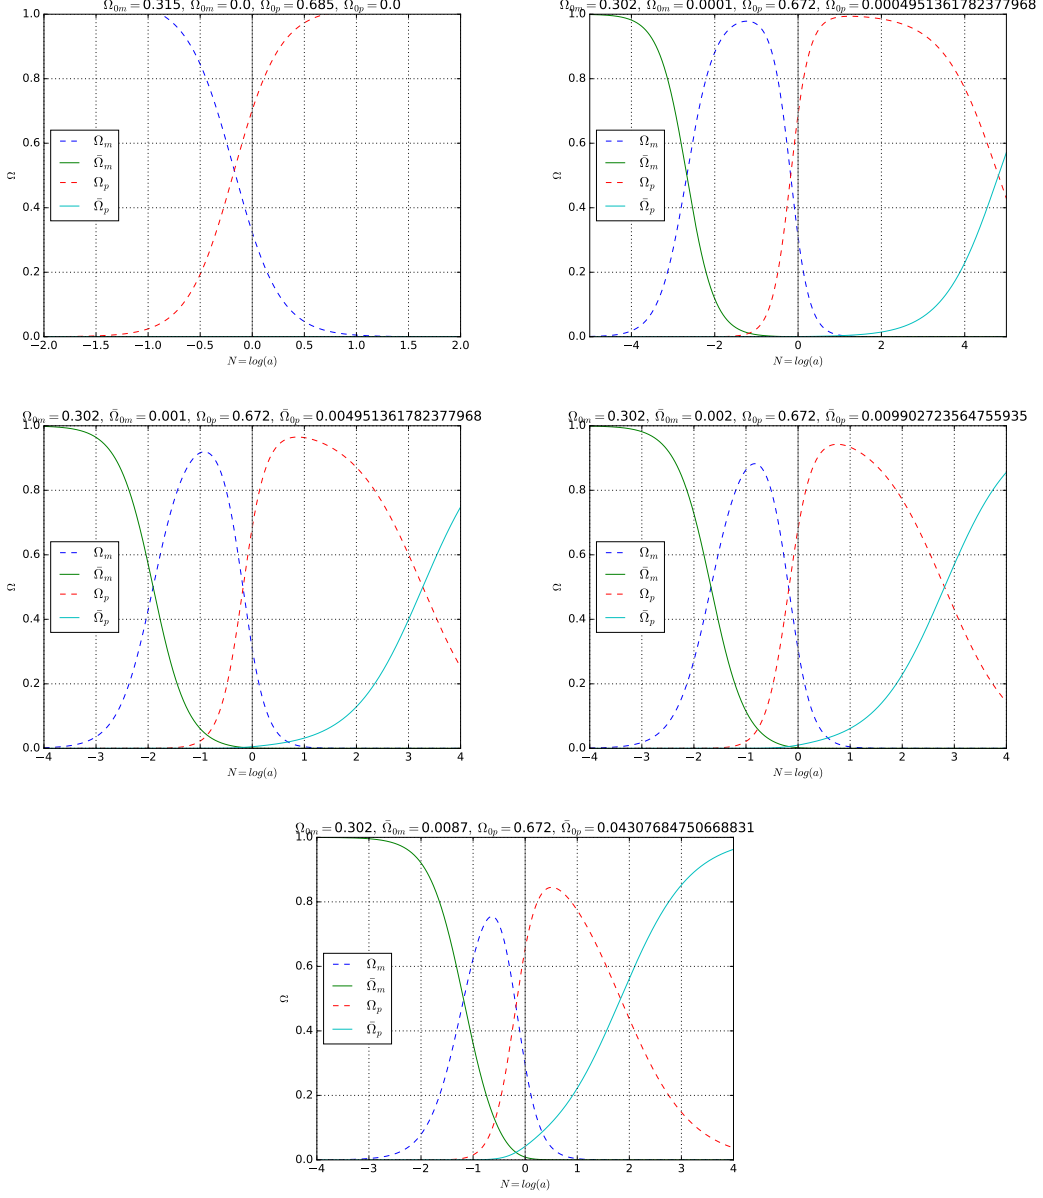 Ω₀ₘ = 0.315, Ω₀ₘ = 0.0, Ω₀ₚ = 0.685, Ω₀ₚ = 0.0
1.0
0.8
0.6
0.4
0.2
0.0
Ω
Ωₘ
Ω̄ₘ
Ωₚ
Ω̄ₚ
−2.0 −1.5 −1.0 −0.5 0.0 0.5 1.0 1.5 2.0
N = log(a)
Ω₀ₘ = 0.302, Ω₀ₘ = 0.0001, Ω₀ₚ = 0.672, Ω₀ₚ = 0.0004951361782377968
1.0
0.8
0.6
0.4
0.2
0.0
Ω
Ωₘ
Ω̄ₘ
Ωₚ
Ω̄ₚ
−4 −2 0 2 4
N = log(a)
Ω₀ₘ = 0.302, Ω̄₀ₘ = 0.001, Ω₀ₚ = 0.672, Ω̄₀ₚ = 0.004951361782377968
1.0
0.8
0.6
0.4
0.2
0.0
Ω
Ωₘ
Ω̄ₘ
Ωₚ
Ω̄ₚ
−4 −3 −2 −1 0 1 2 3 4
N = log(a)
Ω₀ₘ = 0.302, Ω̄₀ₘ = 0.002, Ω₀ₚ = 0.672, Ω̄₀ₚ = 0.009902723564755935
1.0
0.8
0.6
0.4
0.2
0.0
Ω
Ωₘ
Ω̄ₘ
Ωₚ
Ω̄ₚ
−4 −3 −2 −1 0 1 2 3 4
N = log(a)
Ω₀ₘ = 0.302, Ω̄₀ₘ = 0.0087, Ω₀ₚ = 0.672, Ω̄₀ₚ = 0.04307684750668831
1.0
0.8
0.6
0.4
0.2
0.0
Ω
Ωₘ
Ω̄ₘ
Ωₚ
Ω̄ₚ
−4 −3 −2 −1 0 1 2 3 4
N = log(a)